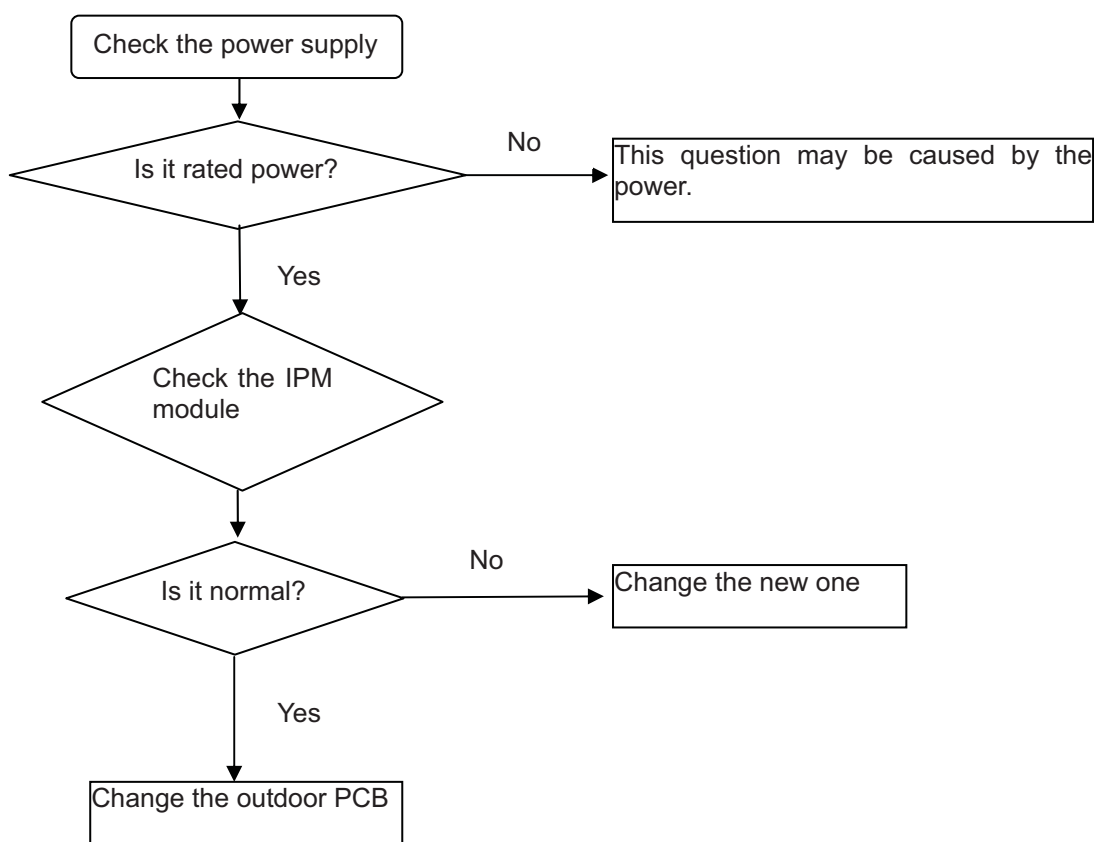 Check the power supply
Is it rated power?
No
This question may be caused by the
power.
Yes
Check the IPM
module
Is it normal?
No
Change the new one
Yes
Change the outdoor PCB